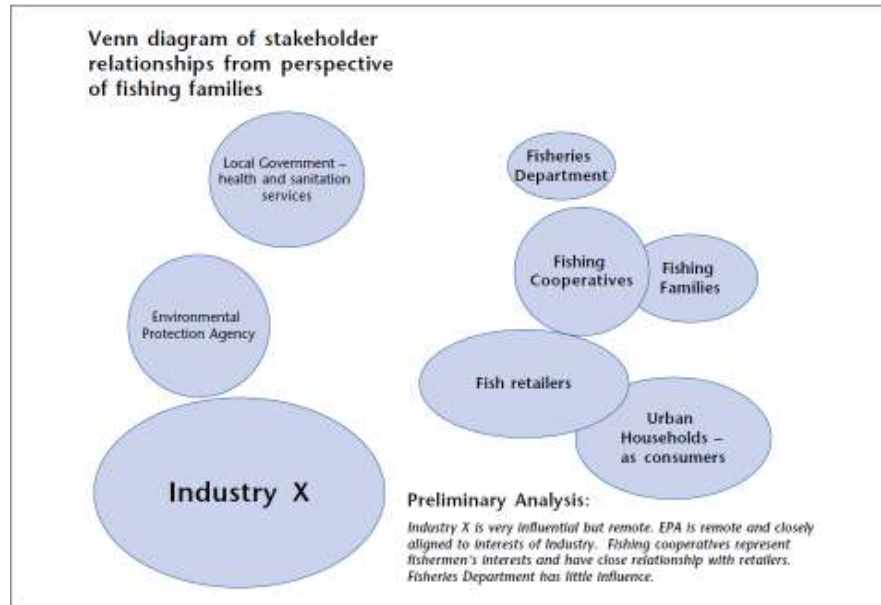 Venn diagram of stakeholder
relationships from perspective
of fishing families
Local Government –
health and sanitation
services
Fisheries
Department
Fishing
Cooperatives
Fishing
Families
Environmental
Protection Agency
Fish retailers
Urban
Households –
as consumers
Industry X
Preliminary Analysis:
Industry X is very influential but remote. EPA is remote and closely
aligned to interests of Industry. Fishing cooperatives represent
fishermen's interests and have close relationship with retailers.
Fisheries Department has little influence.